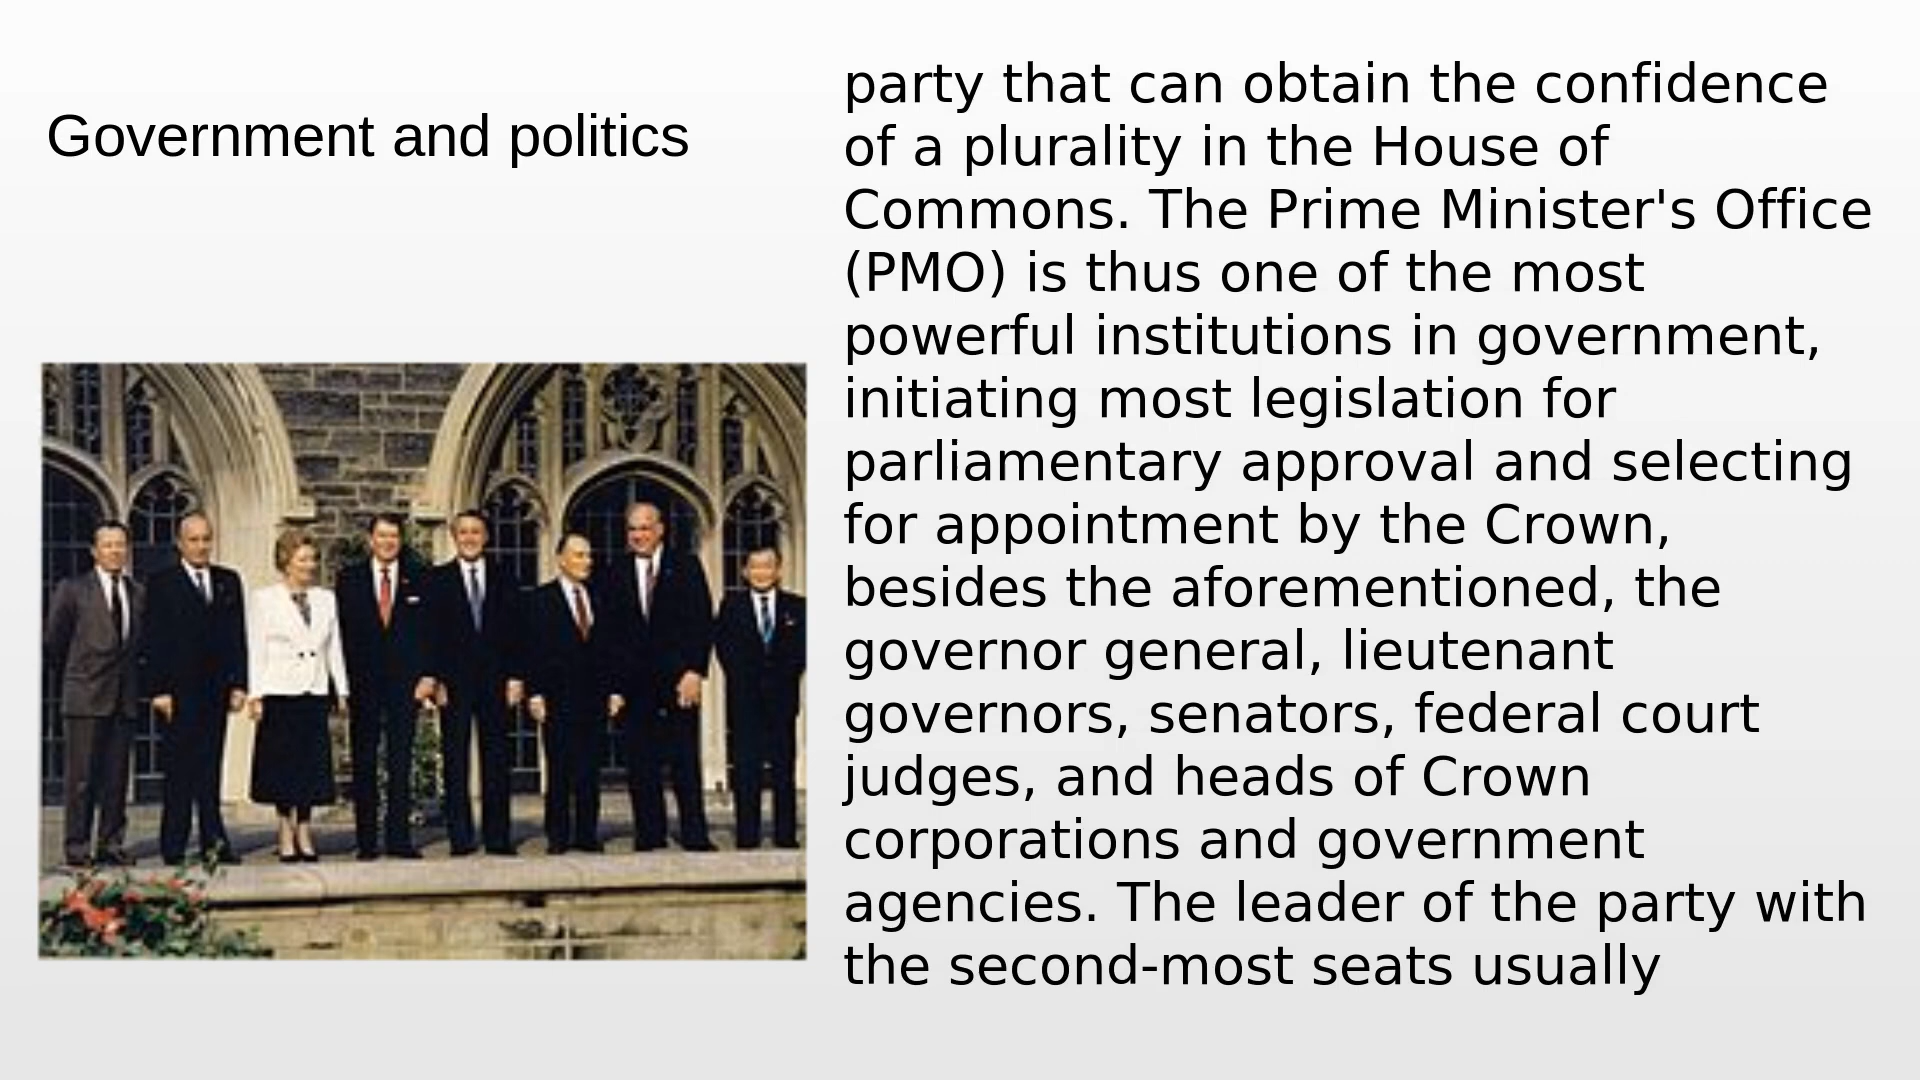 Government and politics
party that can obtain the confidence
of a plurality in the House of
Commons. The Prime Minister's Office
(PMO) is thus one of the most
powerful institutions in government,
initiating most legislation for
parliamentary approval and selecting
for appointment by the Crown,
besides the aforementioned, the
governor general, lieutenant
governors, senators, federal court
judges, and heads of Crown
corporations and government
agencies. The leader of the party with
the second-most seats usually